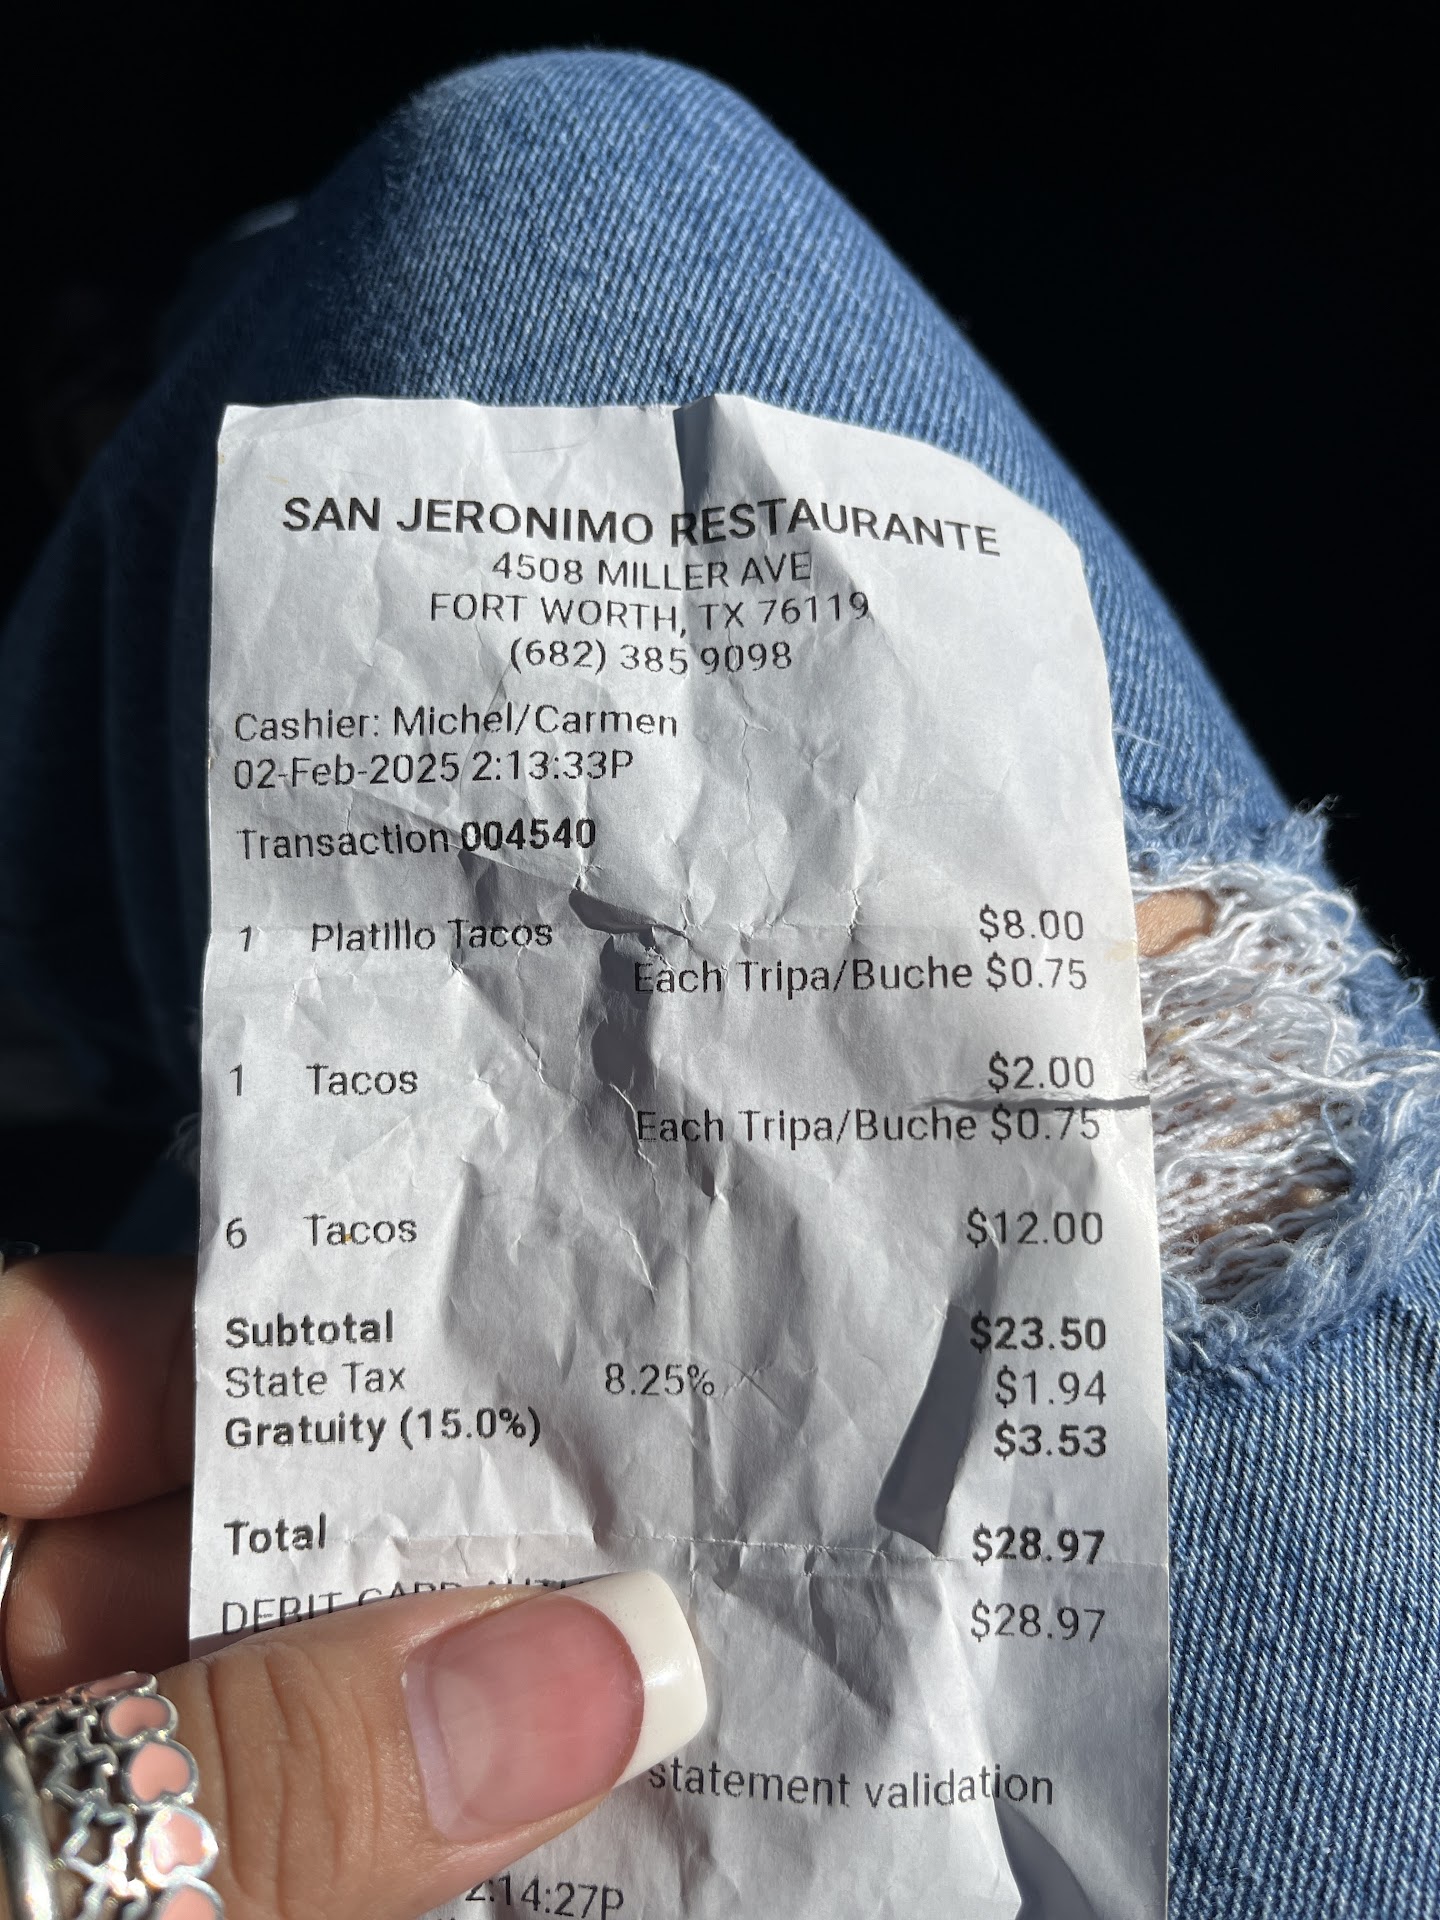 SAN JERONIMO RESTAURANTE
4508 MILLER AVE
FORT WORTH, TX 76119
(682) 385 9098
Cashier: Michel/Carmen
02-Feb-2025 2:13:33P
Transaction 004540
1 Platillo Tacos $8.00
Each Tripa/Buche $0.75
1 Tacos $2.00
Each Tripa/Buche $0.75
6 Tacos $12.00
Subtotal $23.50
State Tax 8.25% $1.94
Gratuity (15.0%) $3.53
Total $28.97
DEBIT CARD $28.97
statement validation
2:14:27P